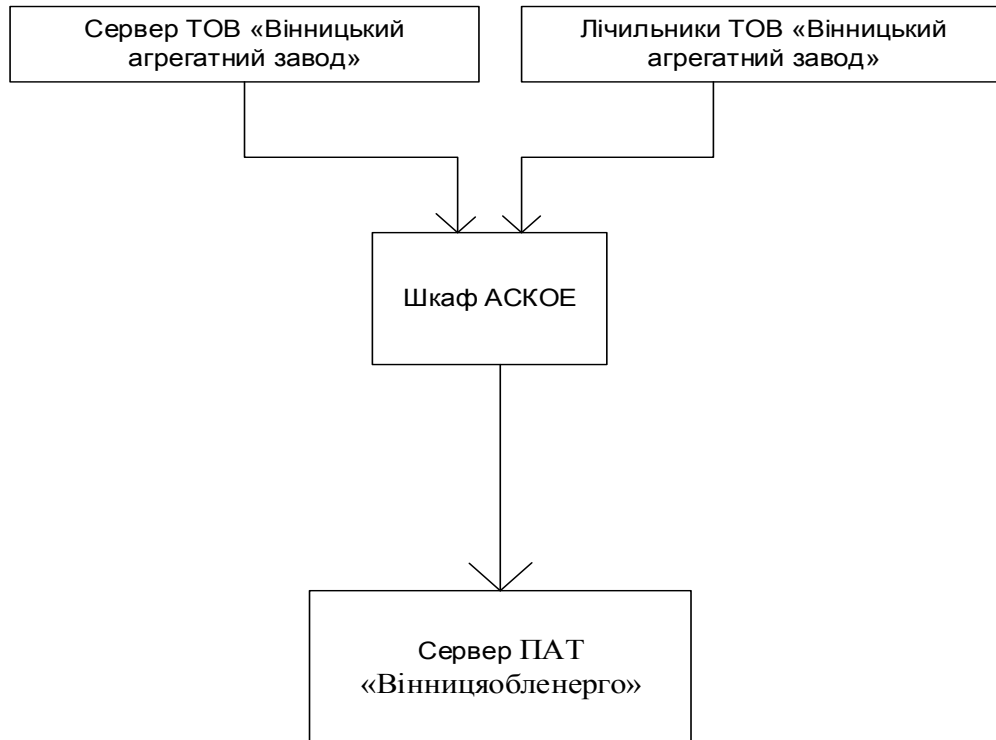 Сервер ТОВ «Вінницький
агрегатний завод»
Лічильники ТОВ «Вінницький
агрегатний завод»
Шкаф АСКОЕ
Сервер ПАТ
«Вінницяобленерго»